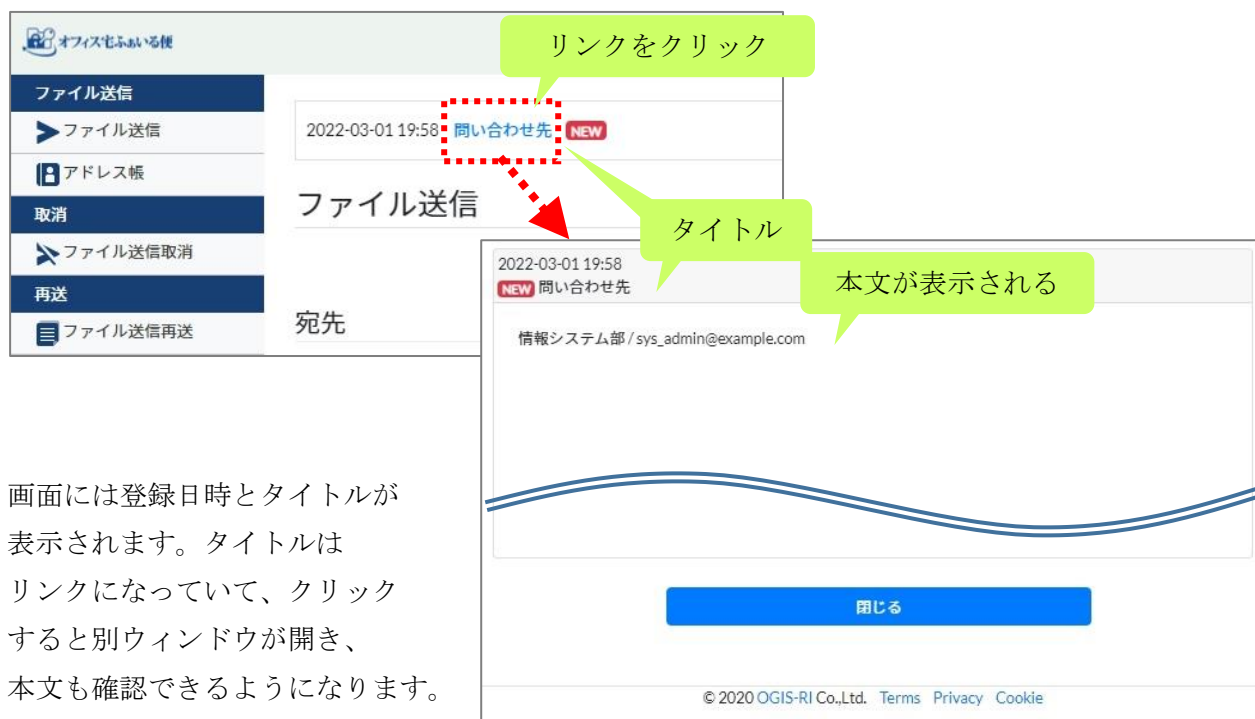 オフィス宅ふぁいる便
リンクをクリック
ファイル送信
ファイル送信
アドレス帳
取消
ファイル送信取消
再送
ファイル送信再送
2022-03-01 19:58 問い合わせ先 NEW
ファイル送信
宛先
タイトル
本文が表示される
2022-03-01 19:58
NEW 問い合わせ先
情報システム部 / sys_admin@example.com
閉じる
© 2020 OGIS-RI Co.,Ltd. Terms Privacy Cookie
画面には登録日時とタイトルが
表示されます。タイトルは
リンクになっていて、クリック
すると別ウィンドウが開き、
本文も確認できるようになります。